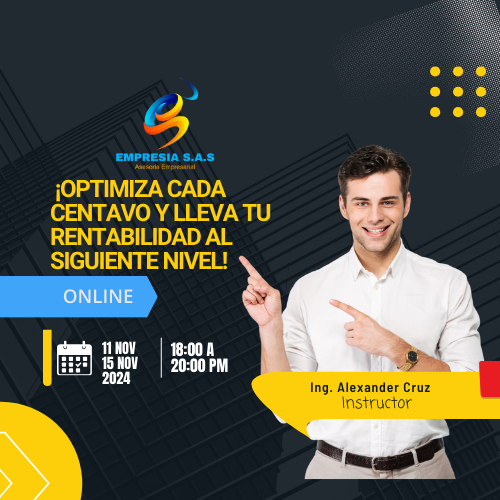 EMPRESIA S.A.S
Asesoría Empresarial
¡OPTIMIZA CADA
CENTAVO Y LLEVA TU
RENTABILIDAD AL
SIGUIENTE NIVEL!
ONLINE
11 NOV
15 NOV
2024
18:00 A
20:00 PM
Ing. Alexander Cruz
Instructor